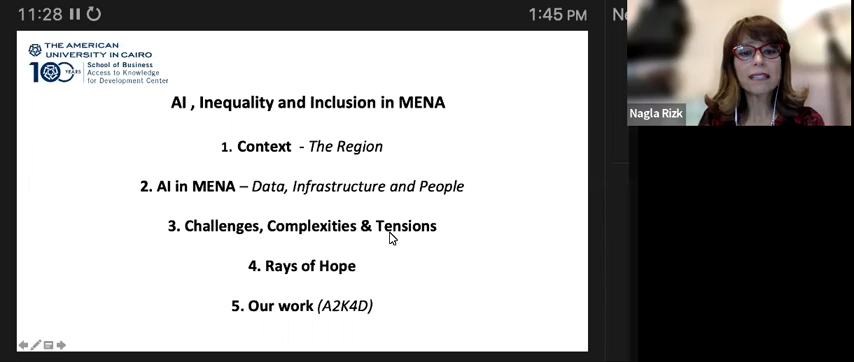 11:28
1:45 PM
THE AMERICAN
UNIVERSITY IN CAIRO
100 YEARS
School of Business
Access to Knowledge
for Development Center
AI , Inequality and Inclusion in MENA
1. Context - The Region
2. AI in MENA – Data, Infrastructure and People
3. Challenges, Complexities & Tensions
4. Rays of Hope
5. Our work (A2K4D)
Nagla Rizk